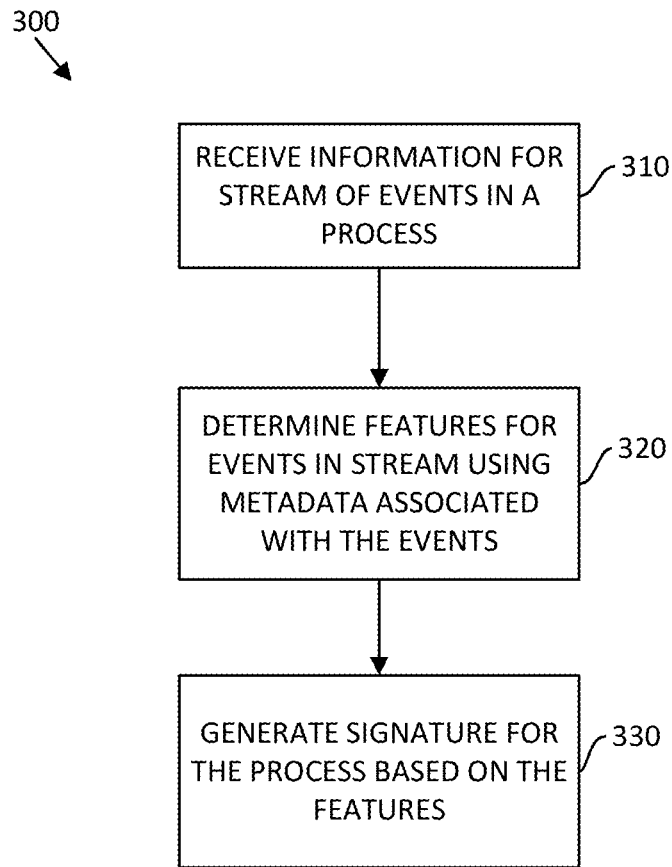 300
RECEIVE INFORMATION FOR
STREAM OF EVENTS IN A
PROCESS
310
DETERMINE FEATURES FOR
EVENTS IN STREAM USING
METADATA ASSOCIATED
WITH THE EVENTS
320
GENERATE SIGNATURE FOR
THE PROCESS BASED ON THE
FEATURES
330